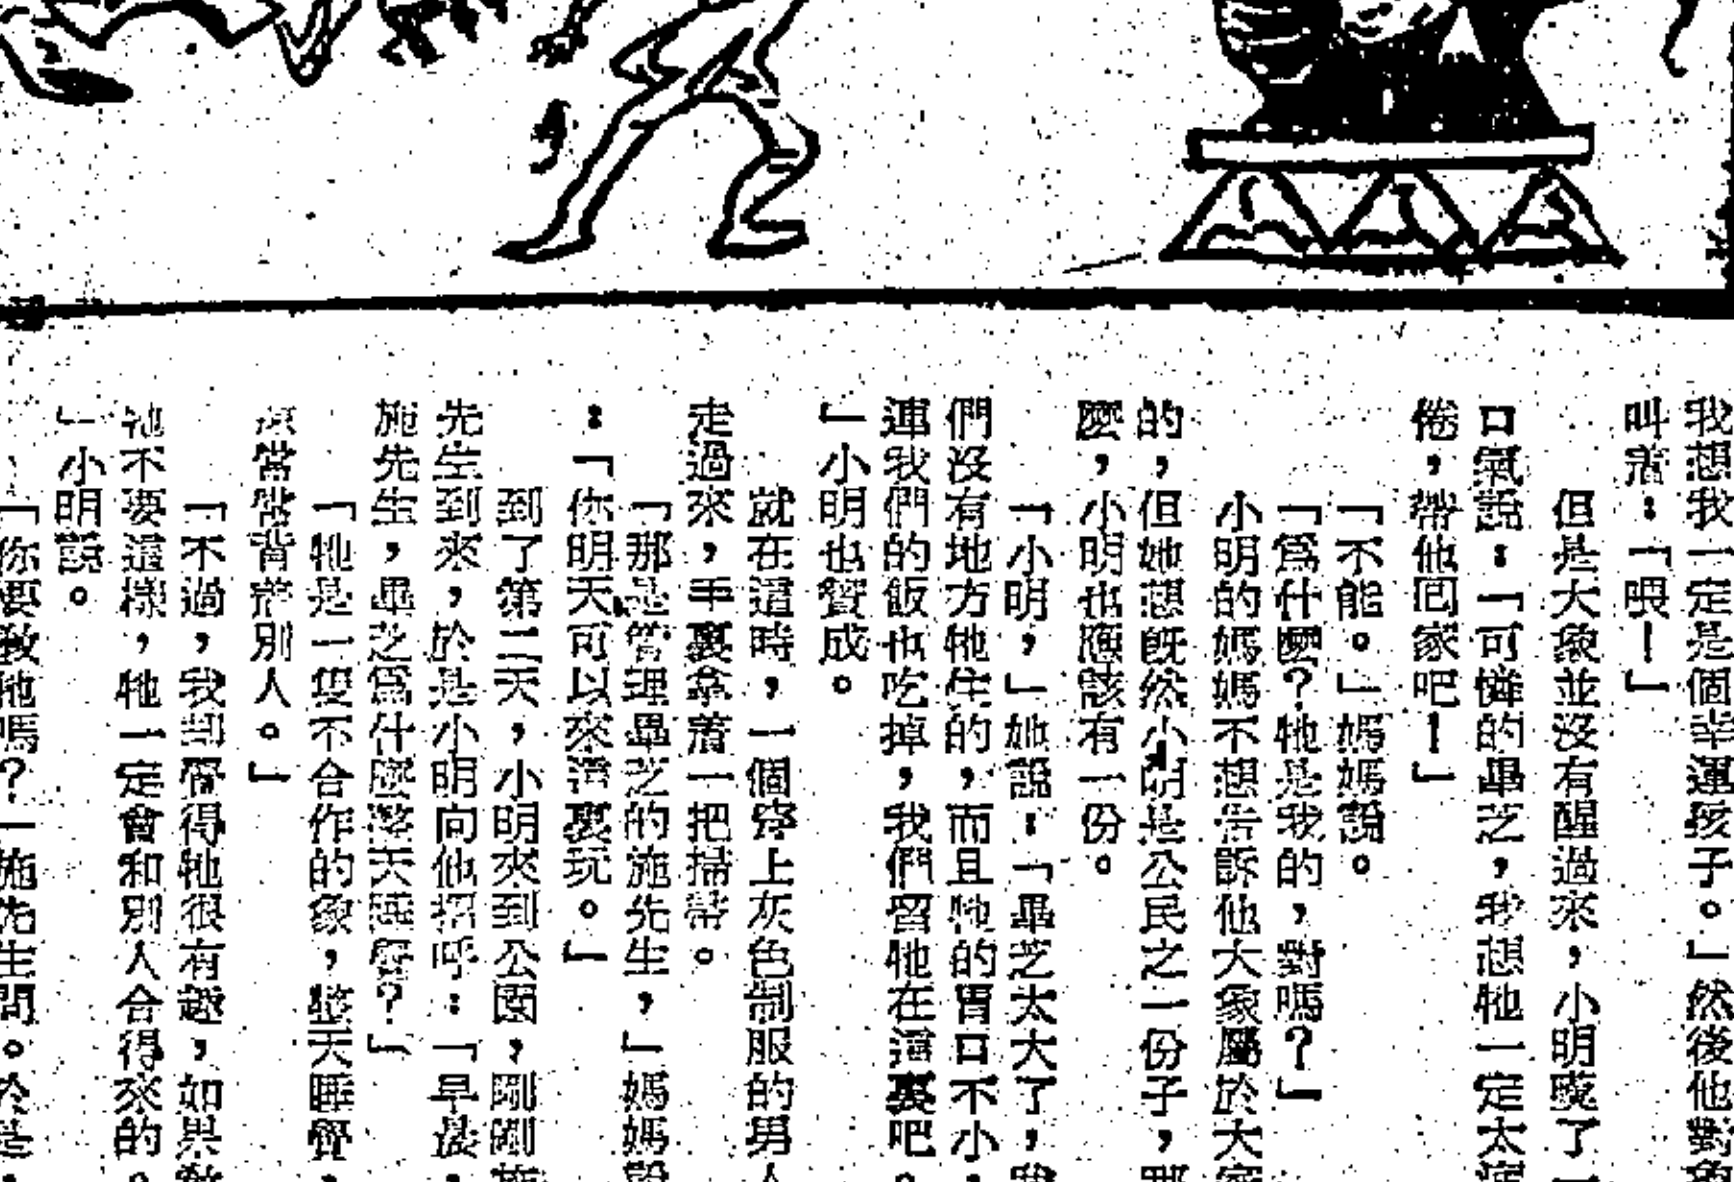 我想我一定是個幸運孩子。」然後他對
叫着：「喂！」
但是大象並沒有醒過來，小明嘆了一
口氣說：「可憐的畢芝，我想牠一定太疲
倦，帶他回家吧！」
「不能。」媽媽說。
「爲什麼？牠是我的，對嗎？」
小明的媽媽不想告訴他大象屬於大家
的，但她想既然小明是公民之一份子，那
麼，小明也應該有一份。
「小明，」她說：「畢芝太大了，我
們沒有地方牠住的，而且牠的胃口不小，
連我們的飯也吃掉，我們留牠在這裏吧。
」小明也贊成。
就在這時，一個穿上灰色制服的男人
走過來，手裏拿着一把掃帚。
「那是管理畢芝的施先生，」媽媽說
：「你明天可以來這裏玩。」
到了第二天，小明來到公園，剛剛施
先生到來，於是小明向他招呼：「早晨，
施先生，畢芝爲什麼整天睡覺？」
「牠是一隻不合作的象，整天睡覺，
常常背着別人。」
「不過，我却覺得牠很有趣，如果教
牠不要這樣，牠一定會和別人合得來的。
」小明說。
「你要教牠嗎？」施先生問。於是，